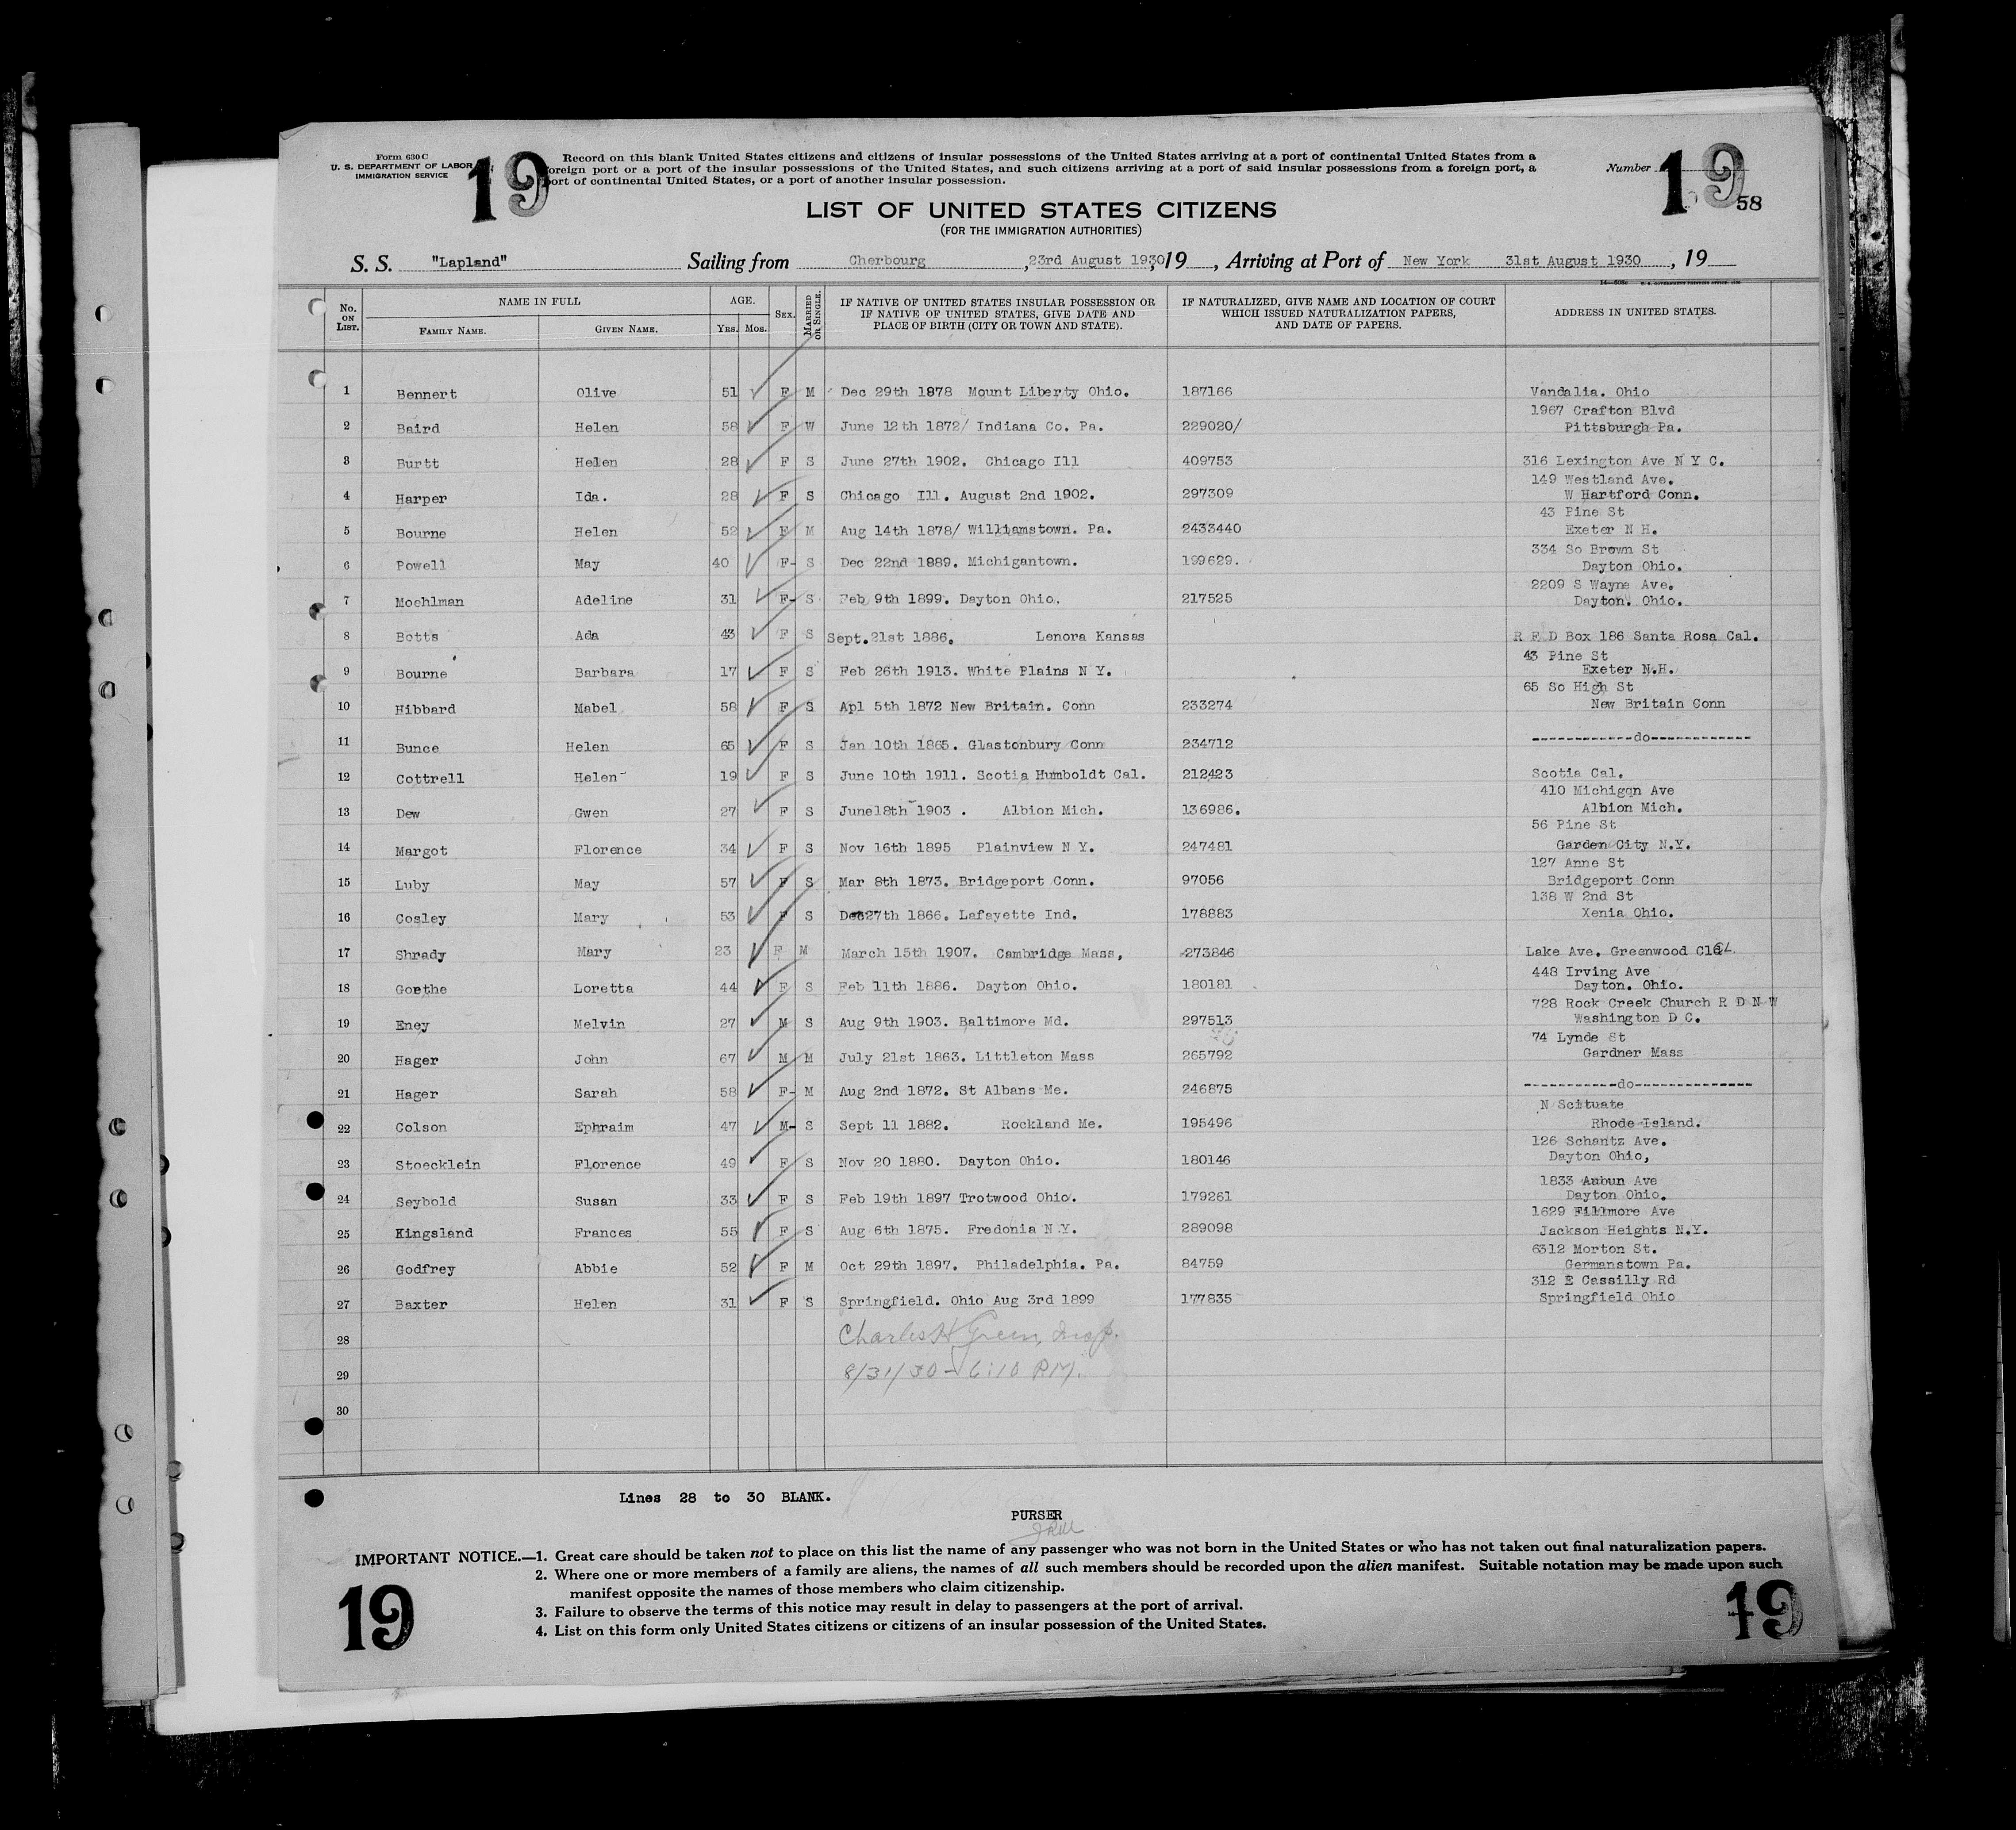 Form 630 C
U. S. DEPARTMENT OF LABOR
IMMIGRATION SERVICE
19
Record on this blank United States citizens and citizens of insular possessions of the United States arriving at a port of continental United States from a
foreign port or a port of the insular possessions of the United States, and such citizens arriving at a port of said insular possessions from a foreign port, a
port of continental United States, or a port of another insular possession.
Number 19
58
LIST OF UNITED STATES CITIZENS
(FOR THE IMMIGRATION AUTHORITIES)
S. S. "Lapland" Sailing from Cherbourg, 23rd August 1930, 19 , Arriving at Port of New York 31st August 1930, 19
No. ON LIST. NAME IN FULL FAMILY NAME. GIVEN NAME. AGE. YRS. MOS. SEX. MARRIED OR SINGLE. IF NATIVE OF UNITED STATES INSULAR POSSESSION OR IF NATIVE OF UNITED STATES, GIVE DATE AND PLACE OF BIRTH (CITY OR TOWN AND STATE). IF NATURALIZED, GIVE NAME AND LOCATION OF COURT WHICH ISSUED NATURALIZATION PAPERS, AND DATE OF PAPERS. ADDRESS IN UNITED STATES.
1 Bennert Olive 51 F M Dec 29th 1878 Mount Liberty Ohio. 187166 Vandalia. Ohio
2 Baird Helen 58 F W June 12th 1872/ Indiana Co. Pa. 229020/ 1967 Crafton Blvd Pittsburgh Pa.
3 Burtt Helen 28 F S June 27th 1902. Chicago Ill 409753 316 Lexington Ave N Y C.
4 Harper Ida. 28 F S Chicago Ill. August 2nd 1902. 297309 149 Westland Ave. W Hartford Conn.
5 Bourne Helen 52 F M Aug 14th 1878/ Williamstown. Pa. 2433440 43 Pine St Exeter N H.
6 Powell May 40 F- S Dec 22nd 1889. Michigantown. 199629. 334 So Brown St Dayton Ohio.
7 Moehlman Adeline 31 F- S Feb 9th 1899. Dayton Ohio. 217525 2209 S Wayne Ave. Dayton. Ohio.
8 Botts Ada 43 F S Sept.21st 1886. Lenora Kansas R F D Box 186 Santa Rosa Cal.
9 Bourne Barbara 17 F S Feb 26th 1913. White Plains N Y. 43 Pine St Exeter N.H.
10 Hibbard Mabel 58 F S Apl 5th 1872 New Britain. Conn 233274 65 So High St New Britain Conn
11 Bunce Helen 65 F S Jan 10th 1865. Glastonbury Conn 234712 ------------do------------
12 Cottrell Helen 19 F S June 10th 1911. Scotia Humboldt Cal. 212423 Scotia Cal.
13 Dew Gwen 27 F S June18th 1903 . Albion Mich. 136986. 410 Michigan Ave Albion Mich.
14 Margot Florence 34 F S Nov 16th 1895 Plainview N Y. 247481 56 Pine St Garden City N.Y.
15 Luby May 57 F S Mar 8th 1873. Bridgeport Conn. 97056 127 Anne St Bridgeport Conn
16 Cosley Mary 53 F S Dec27th 1866. Lafayette Ind. 178883 138 W 2nd St Xenia Ohio.
17 Shrady Mary 23 F M March 15th 1907. Cambridge Mass, 273846 Lake Ave. Greenwood
18 Goethe Loretta 44 F S Feb 11th 1886. Dayton Ohio. 180181 448 Irving Ave Dayton. Ohio.
19 Eney Melvin 27 M S Aug 9th 1903. Baltimore Md. 297513 728 Rock Creek Church R D N W Washington D C.
20 Hager John 67 M M July 21st 1863. Littleton Mass 265792 74 Lynde St Gardner Mass
21 Hager Sarah 58 F- M Aug 2nd 1872. St Albans Me. 246875 -----------do--------------
22 Colson Ephraim 47 M- S Sept 11 1882. Rockland Me. 195496 N Scituate Rhode Island.
23 Stoecklein Florence 49 F S Nov 20 1880. Dayton Ohio. 180146 126 Schantz Ave. Dayton Ohio,
24 Seybold Susan 33 F S Feb 19th 1897 Trotwood Ohio. 179261 1833 Aubun Ave Dayton Ohio.
25 Kingsland Frances 55 F S Aug 6th 1875. Fredonia N.Y. 289098 1629 Fillmore Ave Jackson Heights N.Y.
26 Godfrey Abbie 52 F M Oct 29th 1897. Philadelphia. Pa. 84759 6312 Morton St. Germanstown Pa.
27 Baxter Helen 31 F S Springfield. Ohio Aug 3rd 1899 177835 312 E Cassilly Rd Springfield Ohio
28 Charles H Green, Insp.
29 8/31/30 - 6:10 PM.
30
Lines 28 to 30 BLANK.
PURSER
IMPORTANT NOTICE.—1. Great care should be taken not to place on this list the name of any passenger who was not born in the United States or who has not taken out final naturalization papers.
2. Where one or more members of a family are aliens, the names of all such members should be recorded upon the alien manifest. Suitable notation may be made upon such
manifest opposite the names of those members who claim citizenship.
3. Failure to observe the terms of this notice may result in delay to passengers at the port of arrival.
4. List on this form only United States citizens or citizens of an insular possession of the United States.
19
19